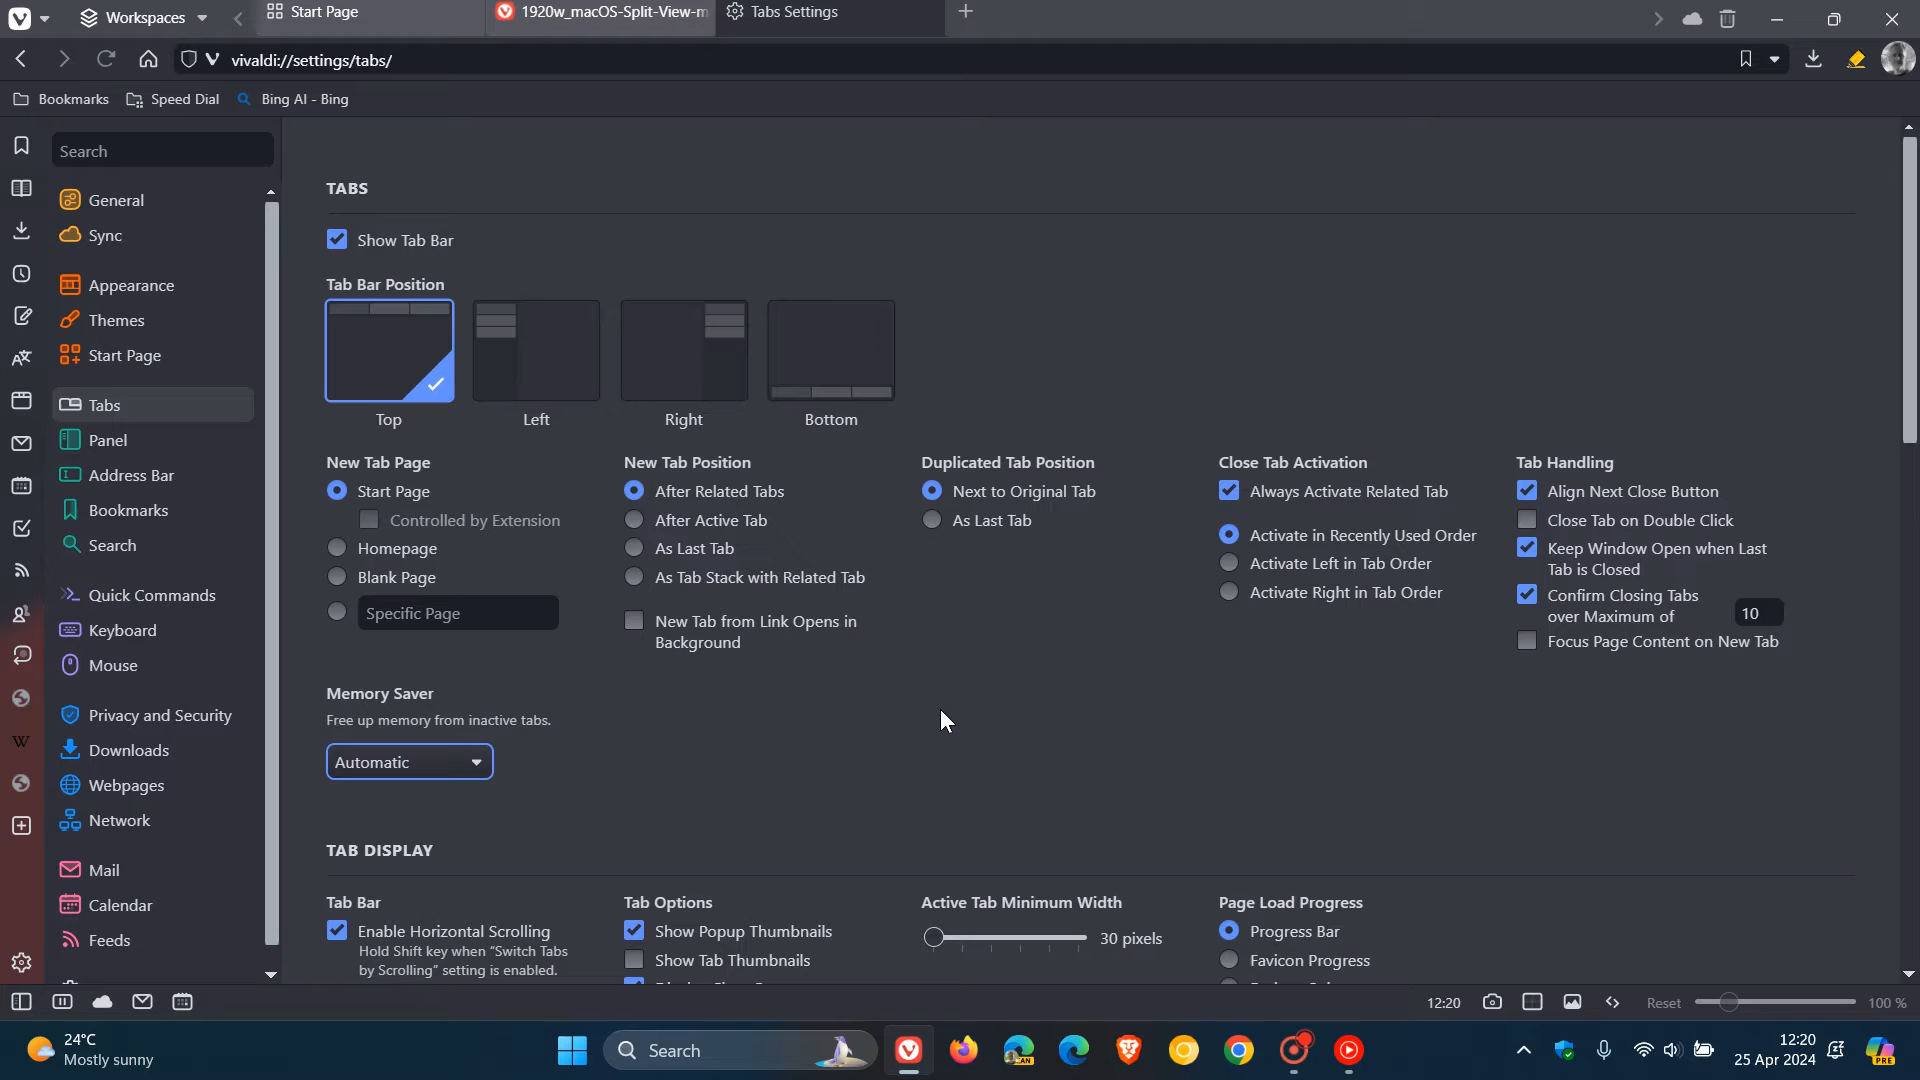 Workspaces
Start Page
1920w_macOS-Split-View-m
Tabs Settings
vivaldi://settings/tabs/
Bookmarks
Speed Dial
Bing AI - Bing
Search
General
Sync
Appearance
Themes
Start Page
Tabs
Panel
Address Bar
Bookmarks
Search
Quick Commands
Keyboard
Mouse
Privacy and Security
Downloads
Webpages
Network
Mail
Calendar
Feeds
W
TABS
Show Tab Bar
Tab Bar Position
Top
Left
Right
Bottom
New Tab Page
Start Page
Controlled by Extension
Homepage
Blank Page
Specific Page
New Tab Position
After Related Tabs
After Active Tab
As Last Tab
As Tab Stack with Related Tab
New Tab from Link Opens in
Background
Duplicated Tab Position
Next to Original Tab
As Last Tab
Close Tab Activation
Always Activate Related Tab
Activate in Recently Used Order
Activate Left in Tab Order
Activate Right in Tab Order
Tab Handling
Align Next Close Button
Close Tab on Double Click
Keep Window Open when Last
Tab is Closed
Confirm Closing Tabs
over Maximum of
10
Focus Page Content on New Tab
Memory Saver
Free up memory from inactive tabs.
Automatic
TAB DISPLAY
Tab Bar
Enable Horizontal Scrolling
Hold Shift key when "Switch Tabs
by Scrolling" setting is enabled.
Tab Options
Show Popup Thumbnails
Show Tab Thumbnails
Active Tab Minimum Width
30 pixels
Page Load Progress
Progress Bar
Favicon Progress
12:20
Reset
100 %
24°C
Mostly sunny
Search
CAN
12:20
25 Apr 2024
PRE